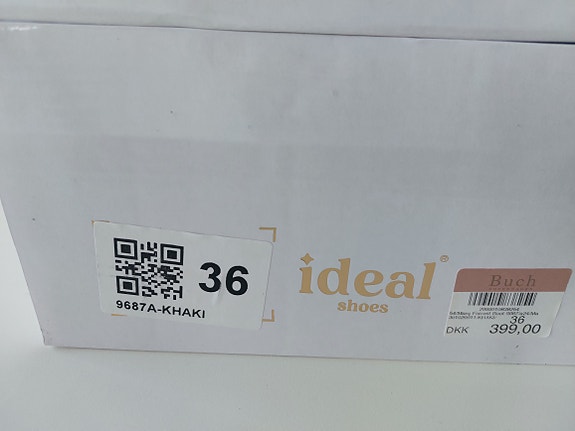 36
9687A-KHAKI
ideal®
shoes
Buch
36
DKK 399,00